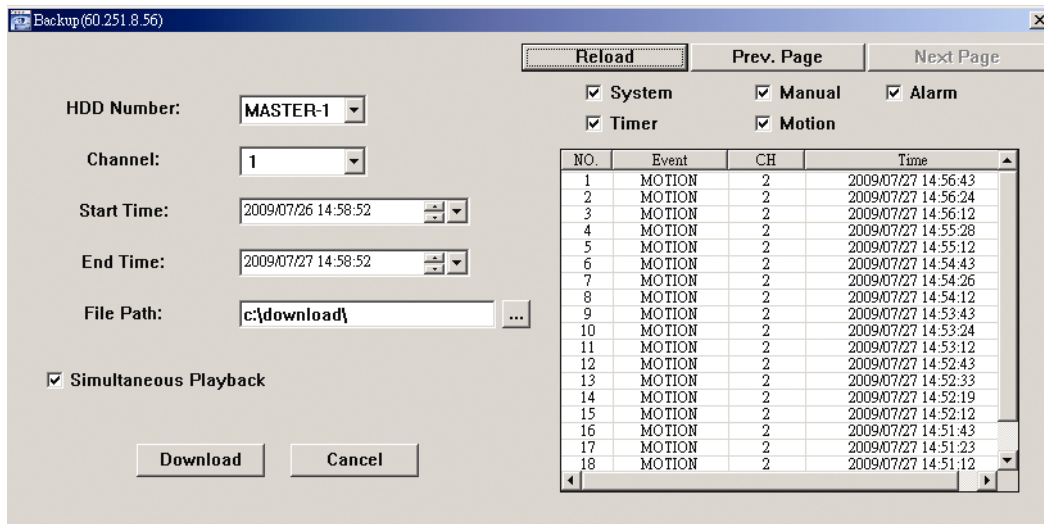 Backup(60.251.8.56)
Reload Prev. Page Next Page
System Manual Alarm
Timer Motion
HDD Number: MASTER-1
Channel: 1
Start Time: 2009/07/26 14:58:52
End Time: 2009/07/27 14:58:52
File Path: c:\download\ ...
Simultaneous Playback
Download Cancel
NO. Event CH Time
1 MOTION 2 2009/07/27 14:56:43
2 MOTION 2 2009/07/27 14:56:24
3 MOTION 2 2009/07/27 14:56:12
4 MOTION 2 2009/07/27 14:55:28
5 MOTION 2 2009/07/27 14:55:12
6 MOTION 2 2009/07/27 14:54:43
7 MOTION 2 2009/07/27 14:54:26
8 MOTION 2 2009/07/27 14:54:12
9 MOTION 2 2009/07/27 14:53:43
10 MOTION 2 2009/07/27 14:53:24
11 MOTION 2 2009/07/27 14:53:12
12 MOTION 2 2009/07/27 14:52:43
13 MOTION 2 2009/07/27 14:52:33
14 MOTION 2 2009/07/27 14:52:19
15 MOTION 2 2009/07/27 14:52:12
16 MOTION 2 2009/07/27 14:51:43
17 MOTION 2 2009/07/27 14:51:23
18 MOTION 2 2009/07/27 14:51:12